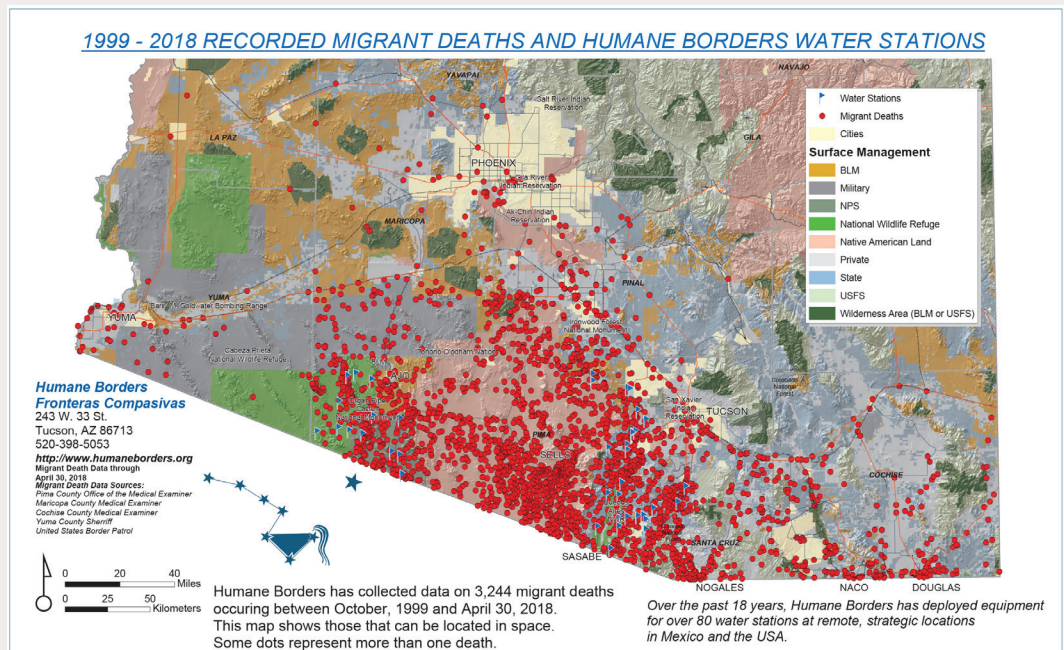 1999 - 2018 RECORDED MIGRANT DEATHS AND HUMANE BORDERS WATER STATIONS
YAVAPAI
NAVAJO
Salt River Indian
Reservation
LA PAZ
GILA
PHOENIX
Gila River
Indian Reservation
Ak-Chin Indian
Reservation
MARICOPA
PINAL
YUMA
Barry M. Goldwater Bombing Range
YUMA
Ironwood Forest
National Monument
Cabeza Prieta
National Wildlife Refuge
Tohono O'odham Nation
AJO
San Xavier
Indian
Reservation
TUCSON
Coronado
National
Forest
PIMA
SELLS
COCHISE
SANTA CRUZ
SASABE
NOGALES
NACO
DOUGLAS
Water Stations
Migrant Deaths
Cities
Surface Management
BLM
Military
NPS
National Wildlife Refuge
Native American Land
Private
State
USFS
Wilderness Area (BLM or USFS)
Humane Borders
Fronteras Compasivas
243 W. 33 St.
Tucson, AZ 86713
520-398-5053
http://www.humaneborders.org
Migrant Death Data through
April 30, 2018
Migrant Death Data Sources:
Pima County Office of the Medical Examiner
Maricopa County Medical Examiner
Cochise County Medical Examiner
Yuma County Sheriff
United States Border Patrol
0 20 40
Miles
0 25 50
Kilometers
Humane Borders has collected data on 3,244 migrant deaths
occuring between October, 1999 and April 30, 2018.
This map shows those that can be located in space.
Some dots represent more than one death.
Over the past 18 years, Humane Borders has deployed equipment
for over 80 water stations at remote, strategic locations
in Mexico and the USA.